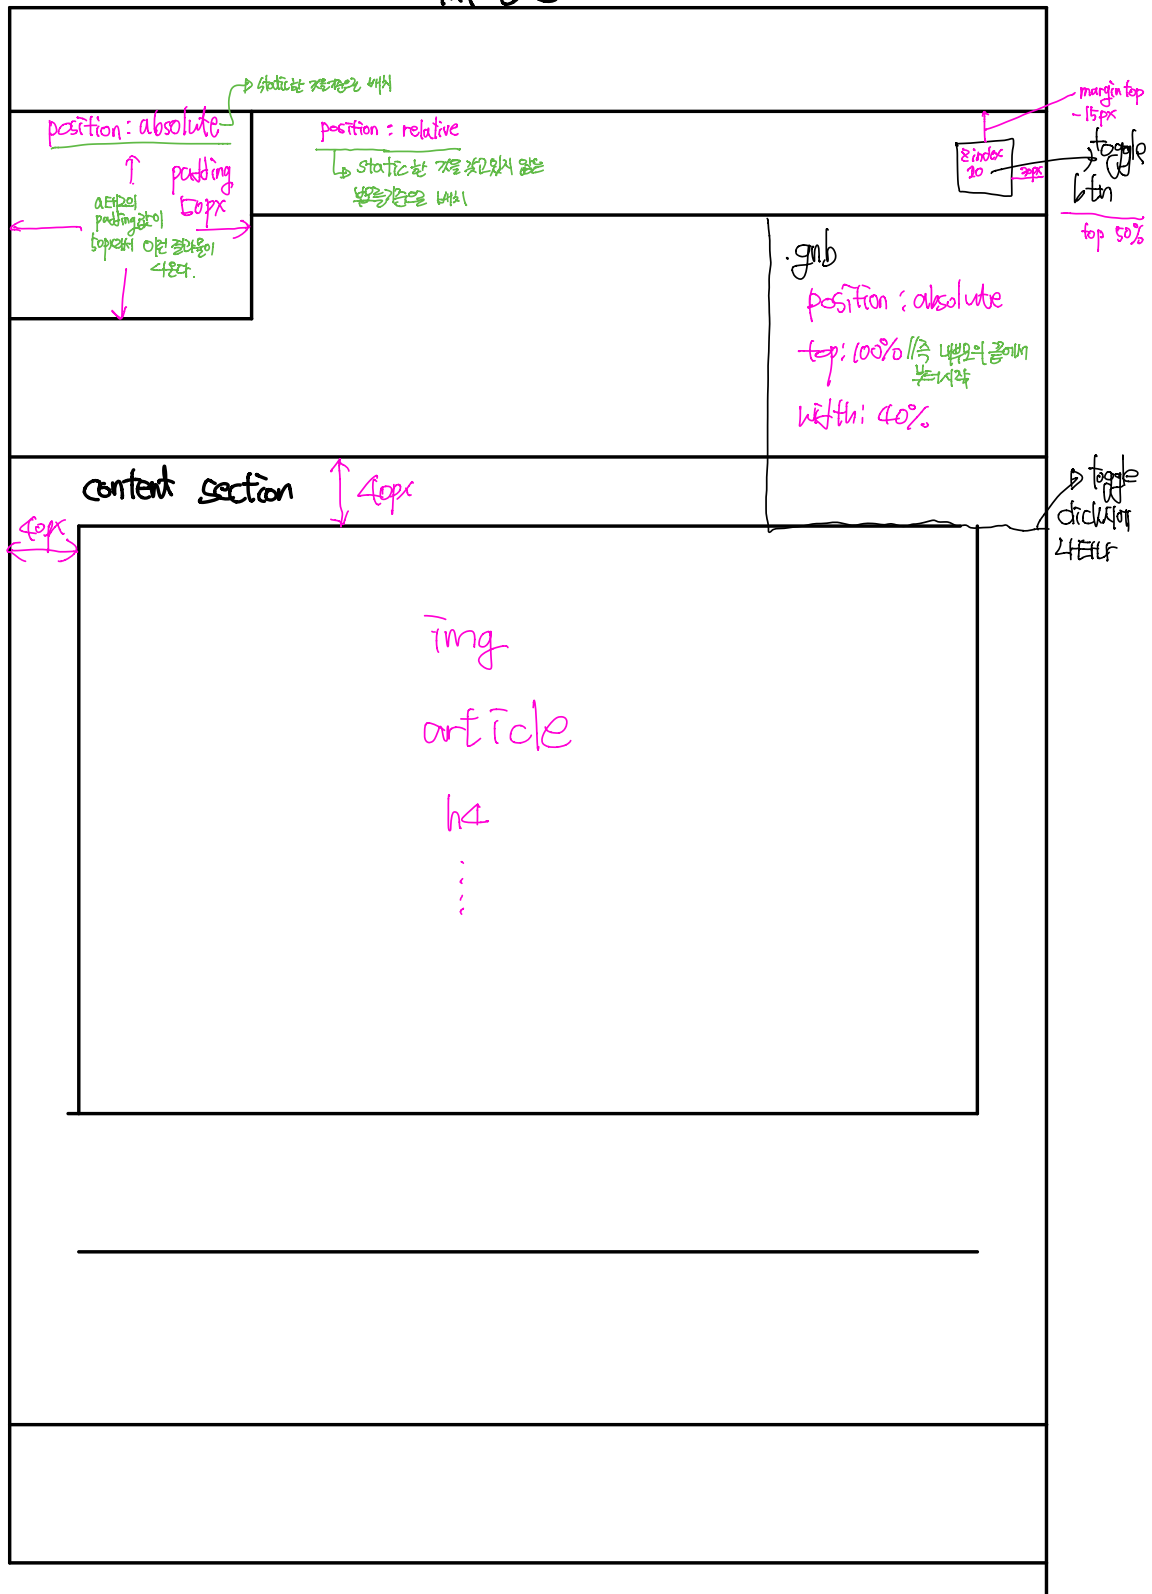 static한 것을기준으로 배치
position : absolute
padding
50px
a태그의
padding값이
50px여서 이런 결과물이
나온다.
position : relative
static한 것을 갖고있지 않은
부모를기준으로 배치
margin top
-15px
z index
10
30px
toggle
btn
top 50%
.gnb
position : absolute
top : 100% //즉 내부모의 끝에서
부터시작
width : 40%
content section
40px
40px
toggle
click시
나타나
img
article
h4